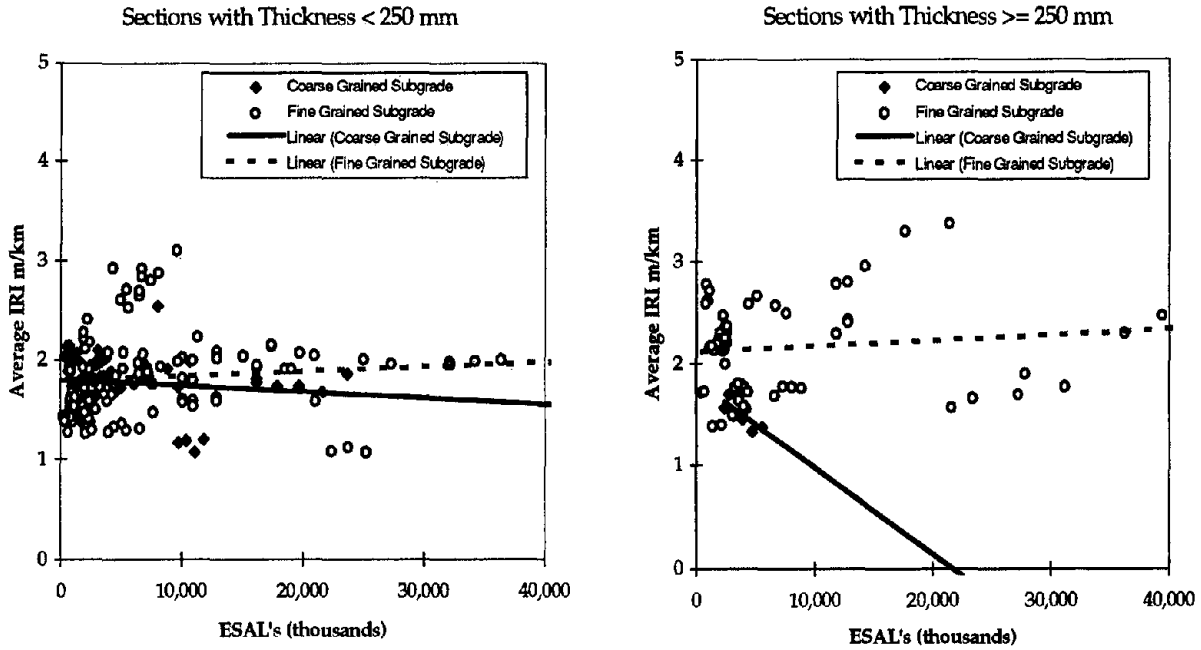 Sections with Thickness < 250 mm
5
4
3
2
1
0
Average IRI m/km
Coarse Grained Subgrade
Fine Grained Subgrade
Linear (Coarse Grained Subgrade)
Linear (Fine Grained Subgrade)
0 10,000 20,000 30,000 40,000
ESAL's (thousands)
Sections with Thickness >= 250 mm
5
4
3
2
1
0
Average IRI m/km
Coarse Grained Subgrade
Fine Grained Subgrade
Linear (Coarse Grained Subgrade)
Linear (Fine Grained Subgrade)
0 10,000 20,000 30,000 40,000
ESAL's (thousands)